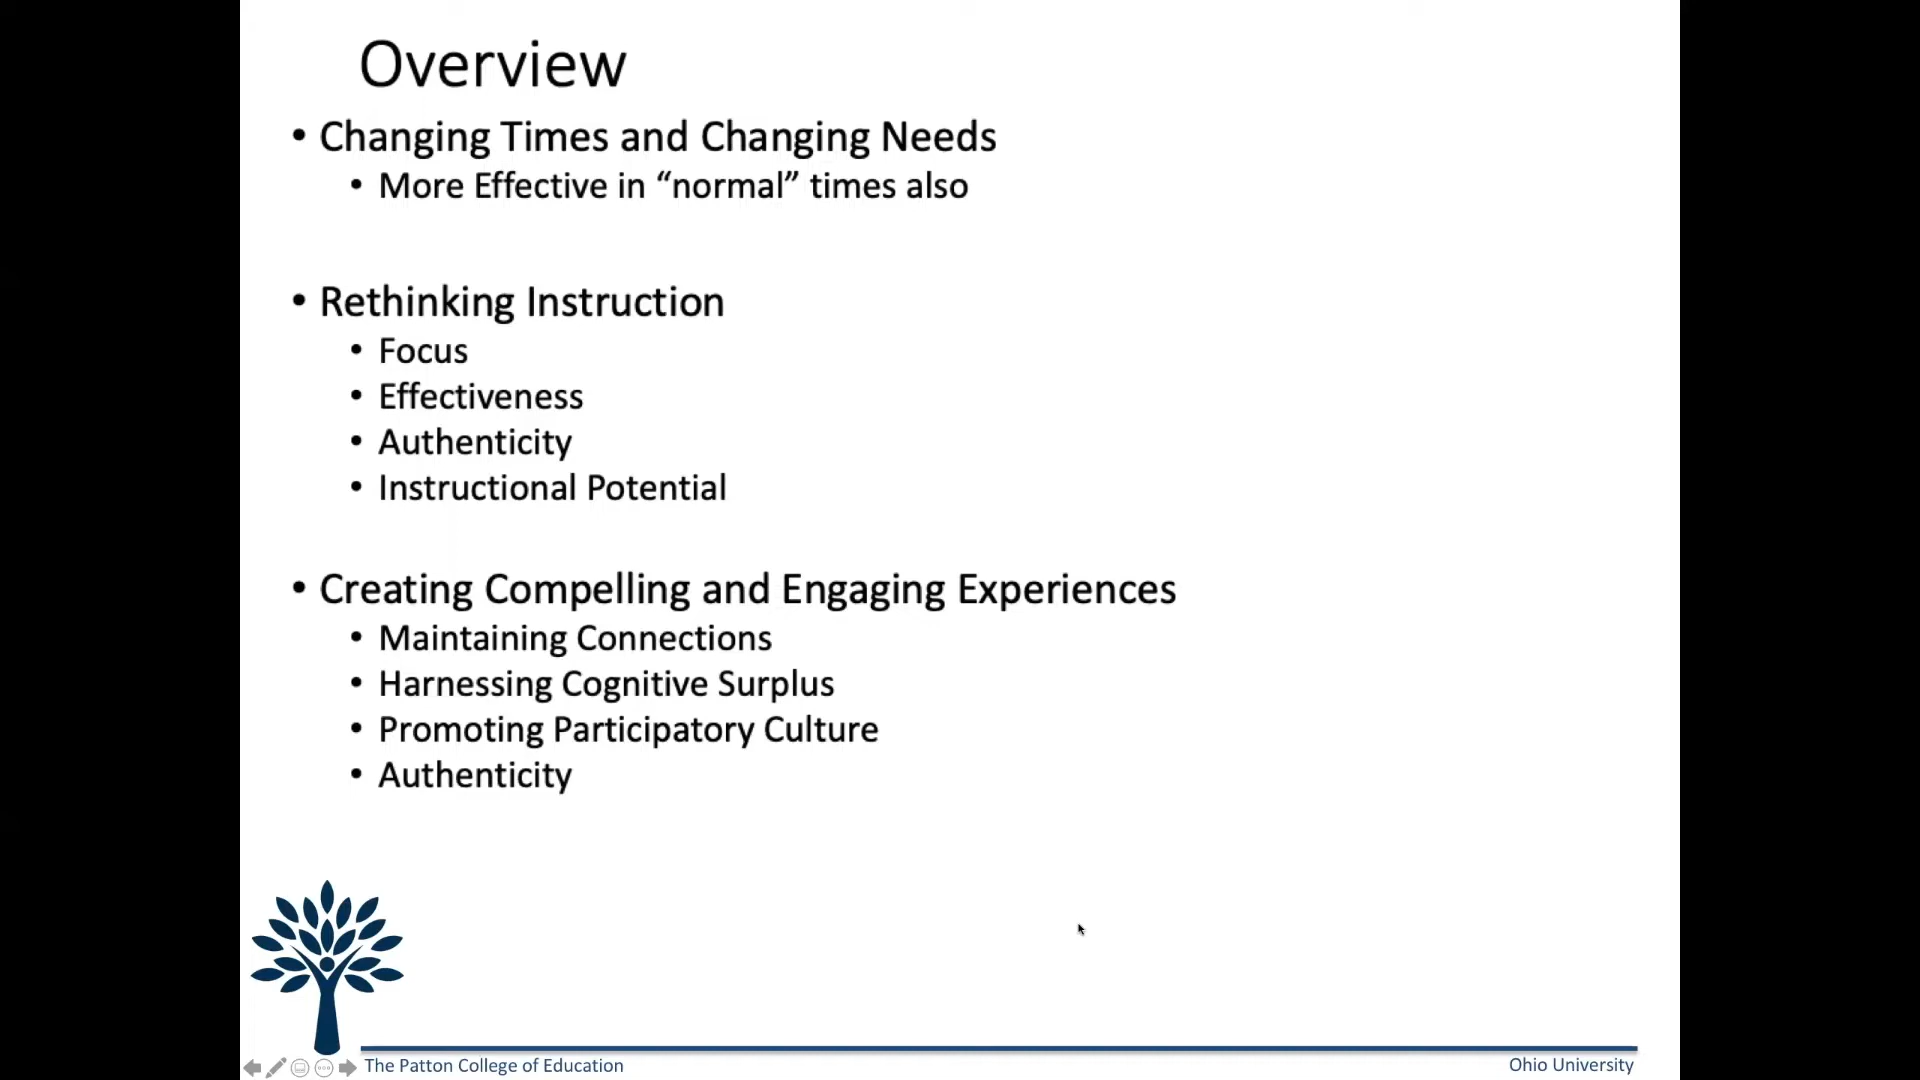 Overview
• Changing Times and Changing Needs
• More Effective in “normal” times also
• Rethinking Instruction
• Focus
• Effectiveness
• Authenticity
• Instructional Potential
• Creating Compelling and Engaging Experiences
• Maintaining Connections
• Harnessing Cognitive Surplus
• Promoting Participatory Culture
• Authenticity
The Patton College of Education
Ohio University